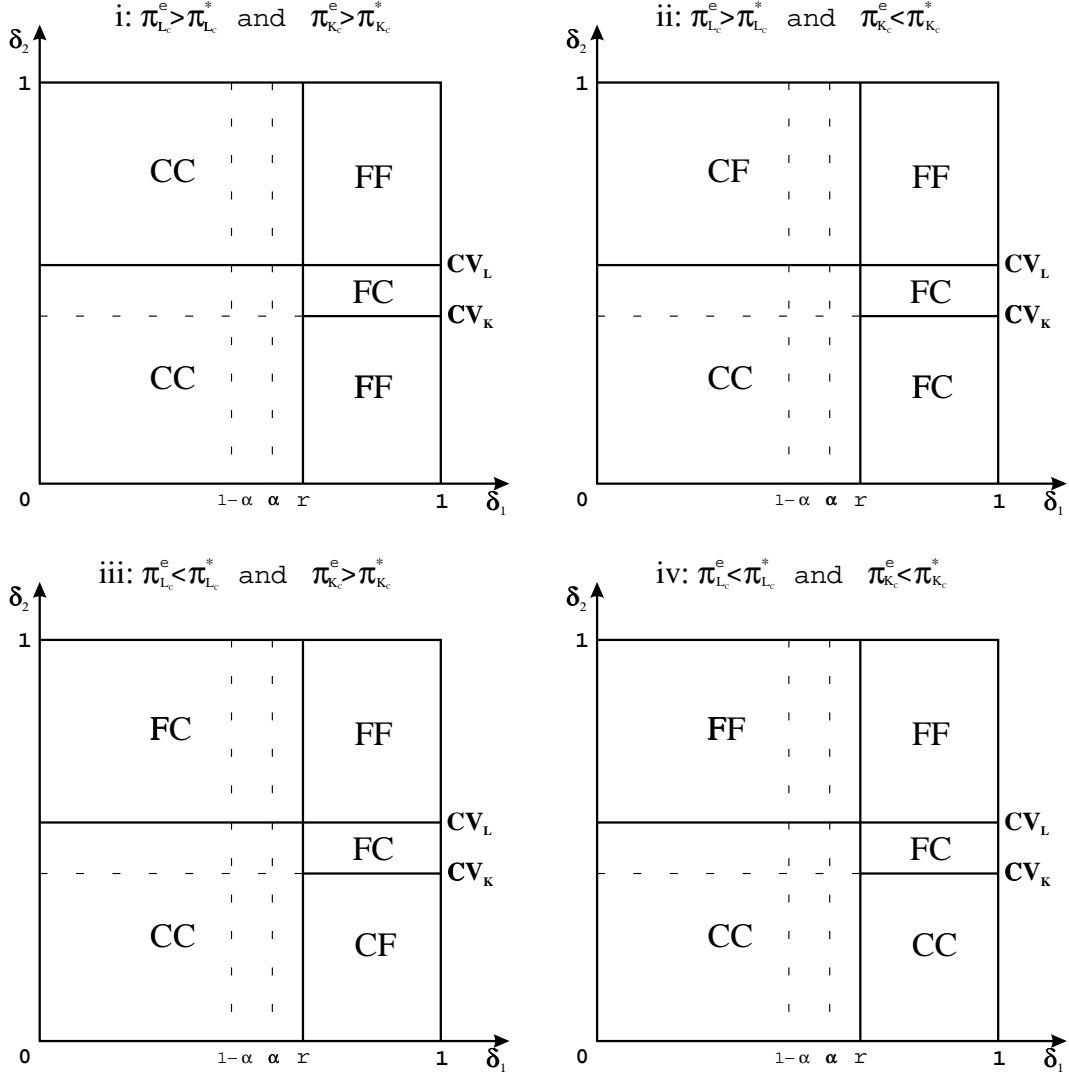 i: π^e_{L_c}>π^*_{L_c} and π^e_{K_c}>π^*_{K_c}
δ_2
1
CC
FF
CV_L
FC
CV_K
CC
FF
0
1-α
α
r
1
δ_1
ii: π^e_{L_c}>π^*_{L_c} and π^e_{K_c}<π^*_{K_c}
δ_2
1
CF
FF
CV_L
FC
CV_K
CC
FC
0
1-α
α
r
1
δ_1
iii: π^e_{L_c}<π^*_{L_c} and π^e_{K_c}>π^*_{K_c}
δ_2
1
FC
FF
CV_L
FC
CV_K
CC
CF
0
1-α
α
r
1
δ_1
iv: π^e_{L_c}<π^*_{L_c} and π^e_{K_c}<π^*_{K_c}
δ_2
1
FF
FF
CV_L
FC
CV_K
CC
CC
0
1-α
α
r
1
δ_1